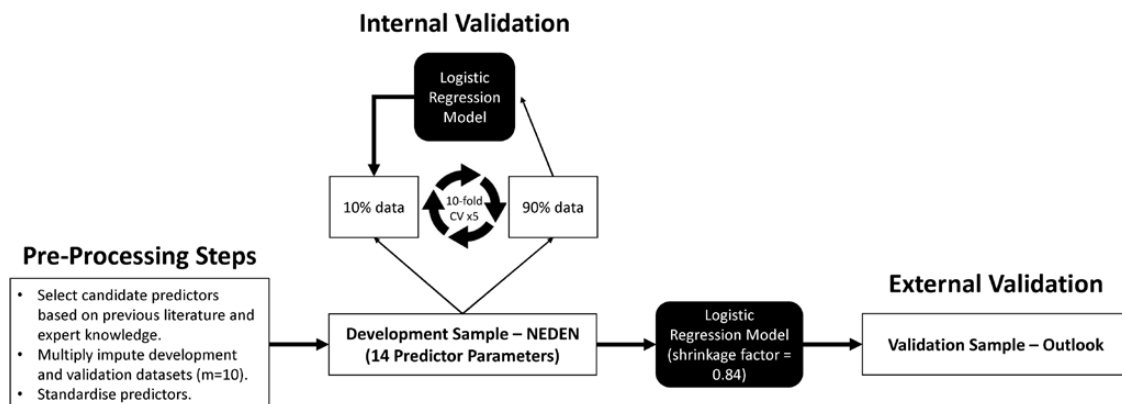 Internal Validation
Logistic
Regression
Model
10% data
10-fold
CV x5
90% data
Pre-Processing Steps
• Select candidate predictors
based on previous literature and
expert knowledge.
• Multiply impute development
and validation datasets (m=10).
• Standardise predictors.
Development Sample – NEDEN
(14 Predictor Parameters)
Logistic
Regression Model
(shrinkage factor =
0.84)
External Validation
Validation Sample – Outlook